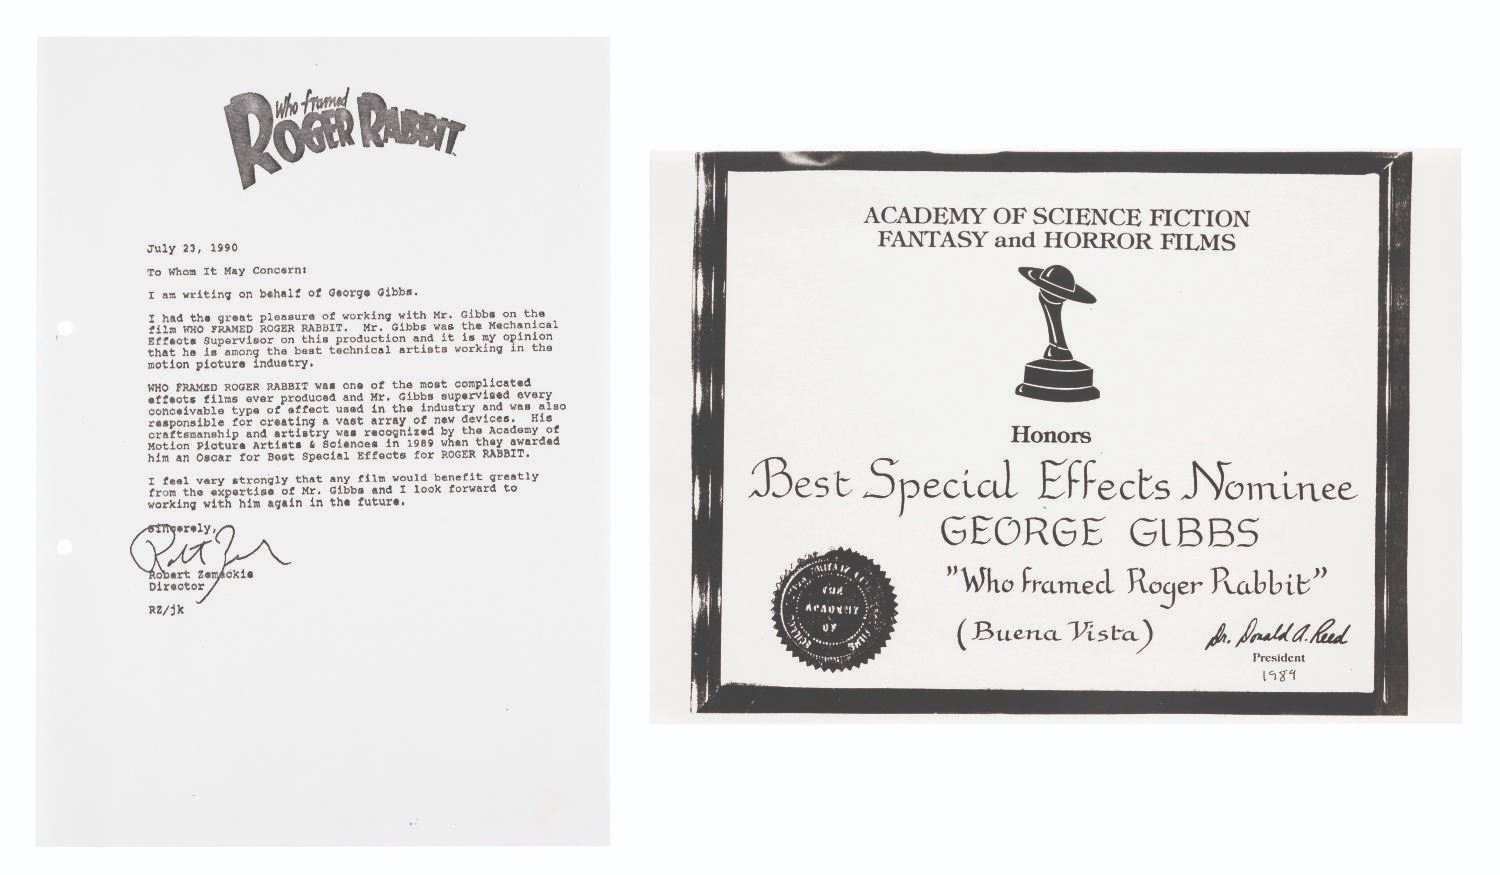 Who framed
ROGER RABBIT
July 23, 1990
To Whom It May Concern:
I am writing on behalf of George Gibbs.
I had the great pleasure of working with Mr. Gibbs on the
film WHO FRAMED ROGER RABBIT. Mr. Gibbs was the Mechanical
Effects Supervisor on this production and it is my opinion
that he is among the best technical artists working in the
motion picture industry.
WHO FRAMED ROGER RABBIT was one of the most complicated
effects films ever produced and Mr. Gibbs supervised every
conceivable type of effect used in the industry and was also
responsible for creating a vast array of new devices. His
craftsmanship and artistry was recognized by the Academy of
Motion Picture Artists & Sciences in 1989 when they awarded
him an Oscar for Best Special Effects for ROGER RABBIT.
I feel very strongly that any film would benefit greatly
from the expertise of Mr. Gibbs and I look forward to
working with him again in the future.
Sincerely,
Robert Zemeckis
Director
RZ/jk
ACADEMY OF SCIENCE FICTION
FANTASY and HORROR FILMS
Honors
Best Special Effects Nominee
GEORGE GIBBS
"Who framed Roger Rabbit"
(Buena Vista)
Dr. Donald A. Reed
President
1989
THE
ACADEMY
OF